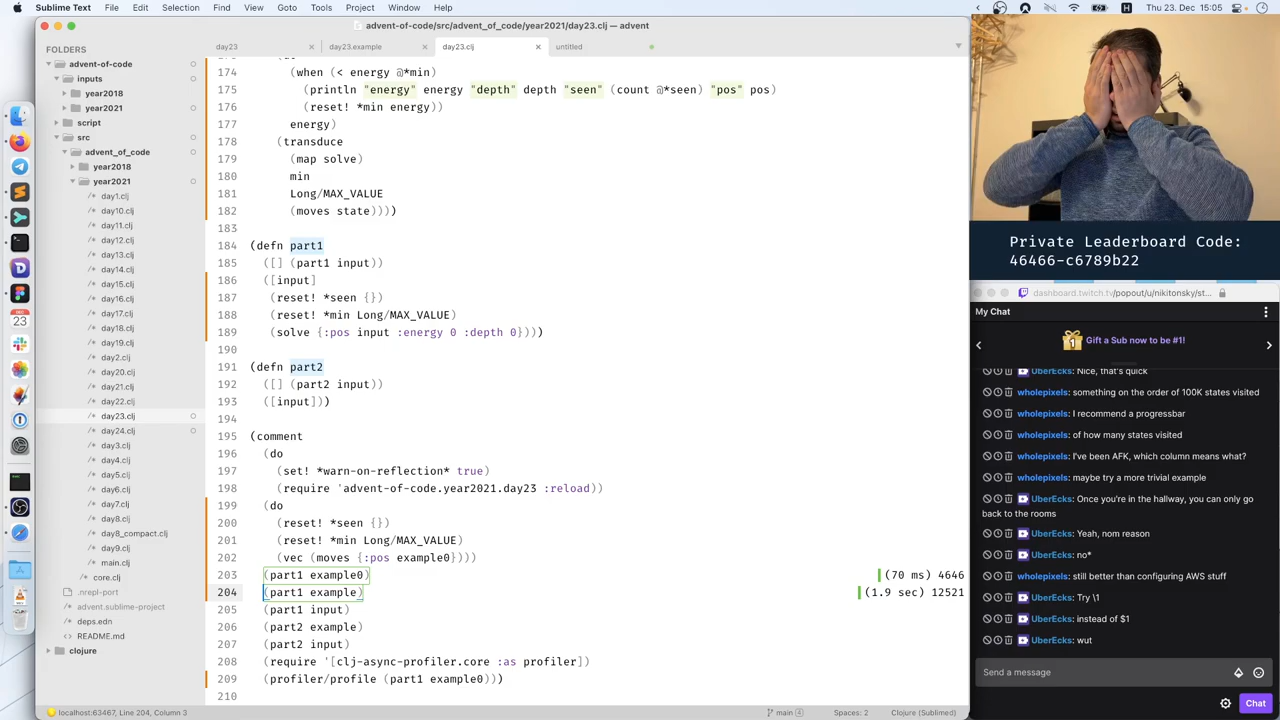 Sublime Text File Edit Selection Find View Goto Tools Project Window Help
Thu 23. Dec 15:05
advent-of-code/src/advent_of_code/year2021/day23.clj — advent
FOLDERS
advent-of-code
inputs
year2018
year2021
script
src
advent_of_code
year2018
year2021
/* day1.clj
/* day10.clj
/* day11.clj
/* day12.clj
/* day13.clj
/* day14.clj
/* day15.clj
/* day16.clj
/* day17.clj
/* day18.clj
/* day19.clj
/* day2.clj
/* day20.clj
/* day21.clj
/* day22.clj
/* day23.clj
/* day24.clj
/* day3.clj
/* day4.clj
/* day5.clj
/* day6.clj
/* day7.clj
/* day8.clj
/* day8_compact.clj
/* day9.clj
/* main.clj
/* core.clj
.nrepl-port
advent.sublime-project
deps.edn
README.md
clojure
day23
day23.example
day23.clj
untitled
174 (when (< energy @*min)
175 (println "energy" energy "depth" depth "seen" (count @*seen) "pos" pos)
176 (reset! *min energy))
177 energy)
178 (transduce
179 (map solve)
180 min
181 Long/MAX_VALUE
182 (moves state))))
183
184 (defn part1
185 ([] (part1 input))
186 ([input]
187 (reset! *seen {})
188 (reset! *min Long/MAX_VALUE)
189 (solve {:pos input :energy 0 :depth 0})))
190
191 (defn part2
192 ([] (part2 input))
193 ([input]))
194
195 (comment
196 (do
197 (set! *warn-on-reflection* true)
198 (require 'advent-of-code.year2021.day23 :reload))
199 (do
200 (reset! *seen {})
201 (reset! *min Long/MAX_VALUE)
202 (vec (moves {:pos example0})))
203 (part1 example0) (70 ms) 4646
204 (part1 example) (1.9 sec) 12521
205 (part1 input)
206 (part2 example)
207 (part2 input)
208 (require '[clj-async-profiler.core :as profiler])
209 (profiler/profile (part1 example0)))
210
localhost:63467, Line 204, Column 3
main 4
Spaces: 2
Clojure (Sublimed)
Private Leaderboard Code:
46466-c6789b22
dashboard.twitch.tv/popout/u/nikitonsky/st...
My Chat
Gift a Sub now to be #1!
UberEcks: Nice, that's quick
wholepixels: something on the order of 100K states visited
wholepixels: I recommend a progressbar
wholepixels: of how many states visited
wholepixels: I've been AFK, which column means what?
wholepixels: maybe try a more trivial example
UberEcks: Once you're in the hallway, you can only go
back to the rooms
UberEcks: Yeah, nom reason
UberEcks: no*
wholepixels: still better than configuring AWS stuff
UberEcks: Try \1
UberEcks: instead of $1
UberEcks: wut
Send a message
Chat